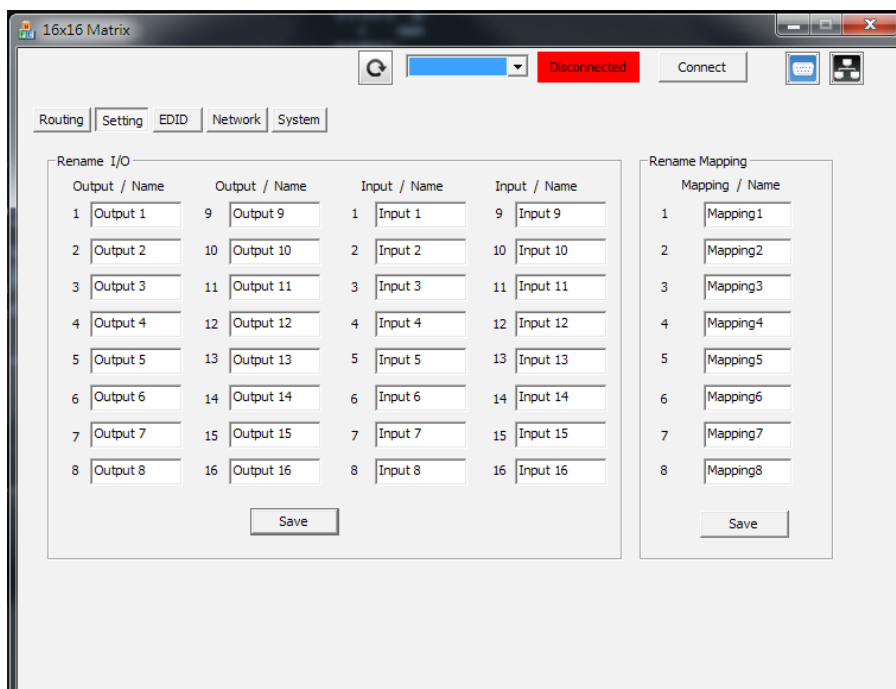 16x16 Matrix
Disconnected Connect
Routing Setting EDID Network System
Rename I/O Rename Mapping
Output / Name Output / Name Input / Name Input / Name Mapping / Name
1 Output 1 9 Output 9 1 Input 1 9 Input 9 1 Mapping1
2 Output 2 10 Output 10 2 Input 2 10 Input 10 2 Mapping2
3 Output 3 11 Output 11 3 Input 3 11 Input 11 3 Mapping3
4 Output 4 12 Output 12 4 Input 4 12 Input 12 4 Mapping4
5 Output 5 13 Output 13 5 Input 5 13 Input 13 5 Mapping5
6 Output 6 14 Output 14 6 Input 6 14 Input 14 6 Mapping6
7 Output 7 15 Output 15 7 Input 7 15 Input 15 7 Mapping7
8 Output 8 16 Output 16 8 Input 8 16 Input 16 8 Mapping8
Save Save